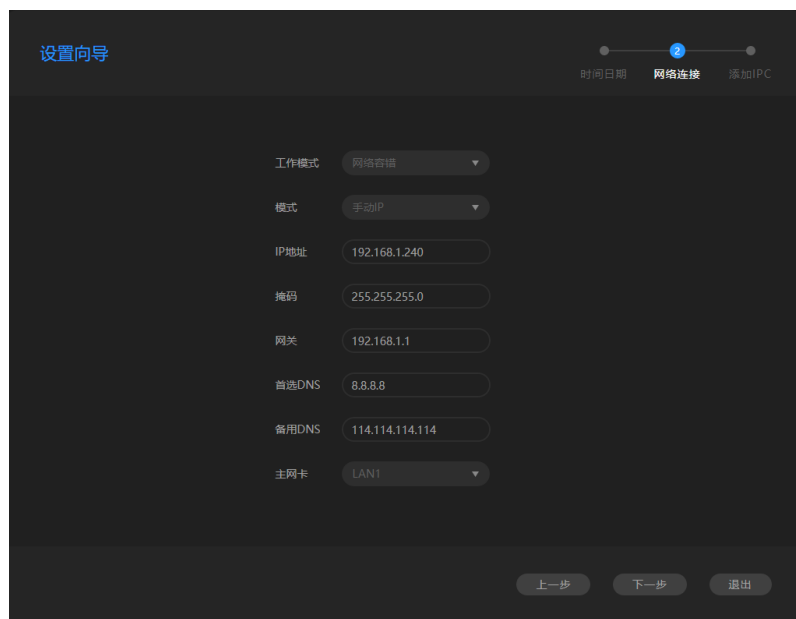 设置向导
2
时间日期 网络连接 添加IPC
工作模式 网络容错
模式 手动IP
IP地址 192.168.1.240
掩码 255.255.255.0
网关 192.168.1.1
首选DNS 8.8.8.8
备用DNS 114.114.114.114
主网卡 LAN1
上一步 下一步 退出